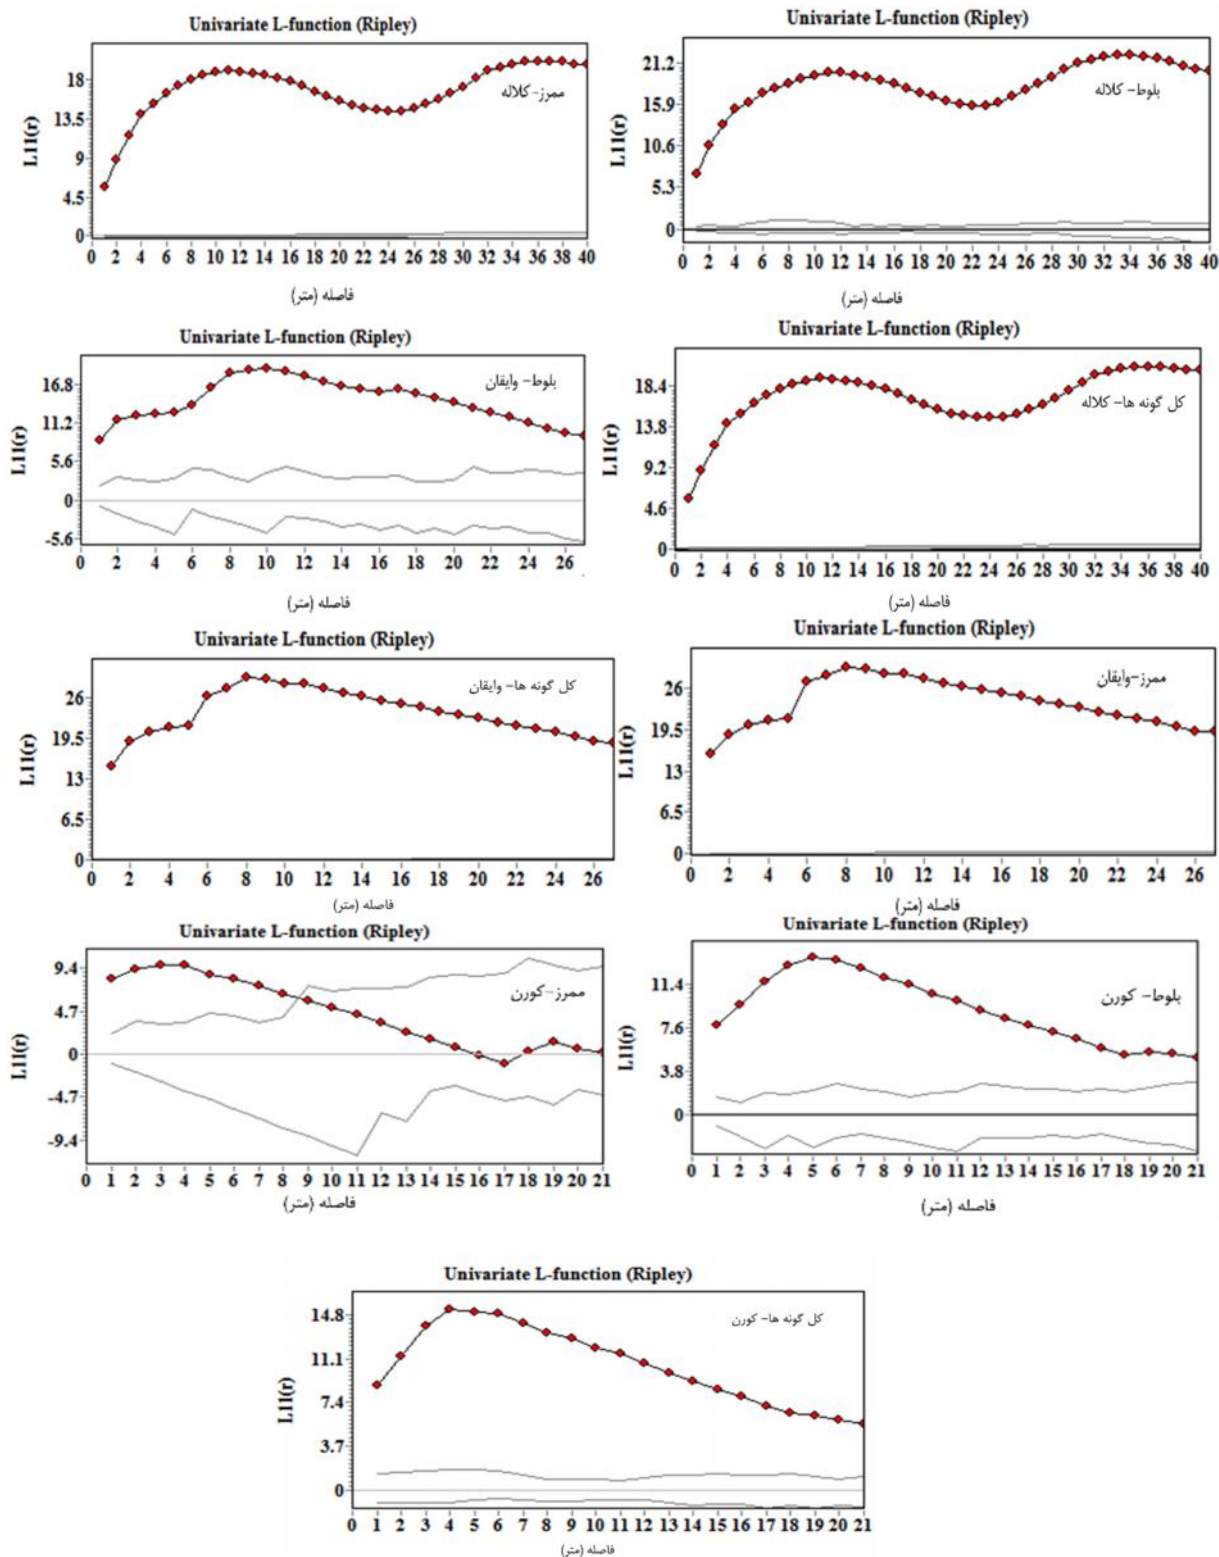 Univariate L-function (Ripley)
L11(r)
18
13.5
9
4.5
0
ممرز-کلاله
0 2 4 6 8 10 12 14 16 18 20 22 24 26 28 30 32 34 36 38 40
فاصله (متر)
Univariate L-function (Ripley)
L11(r)
21.2
15.9
10.6
5.3
0
بلوط- کلاله
0 2 4 6 8 10 12 14 16 18 20 22 24 26 28 30 32 34 36 38 40
فاصله (متر)
Univariate L-function (Ripley)
L11(r)
16.8
11.2
5.6
0
-5.6
بلوط- وایقان
0 2 4 6 8 10 12 14 16 18 20 22 24 26
فاصله (متر)
Univariate L-function (Ripley)
L11(r)
18.4
13.8
9.2
4.6
0
کل گونه ها- کلاله
0 2 4 6 8 10 12 14 16 18 20 22 24 26 28 30 32 34 36 38 40
فاصله (متر)
Univariate L-function (Ripley)
L11(r)
26
19.5
13
6.5
0
کل گونه ها- وایقان
0 2 4 6 8 10 12 14 16 18 20 22 24 26
فاصله (متر)
Univariate L-function (Ripley)
L11(r)
26
19.5
13
6.5
0
ممرز-وایقان
0 2 4 6 8 10 12 14 16 18 20 22 24 26
فاصله (متر)
Univariate L-function (Ripley)
L11(r)
9.4
4.7
0
-4.7
-9.4
ممرز-کورن
0 1 2 3 4 5 6 7 8 9 10 11 12 13 14 15 16 17 18 19 20 21
فاصله (متر)
Univariate L-function (Ripley)
L11(r)
11.4
7.6
3.8
0
بلوط- کورن
0 1 2 3 4 5 6 7 8 9 10 11 12 13 14 15 16 17 18 19 20 21
فاصله (متر)
Univariate L-function (Ripley)
L11(r)
14.8
11.1
7.4
3.7
0
کل گونه ها- کورن
0 1 2 3 4 5 6 7 8 9 10 11 12 13 14 15 16 17 18 19 20 21
فاصله (متر)